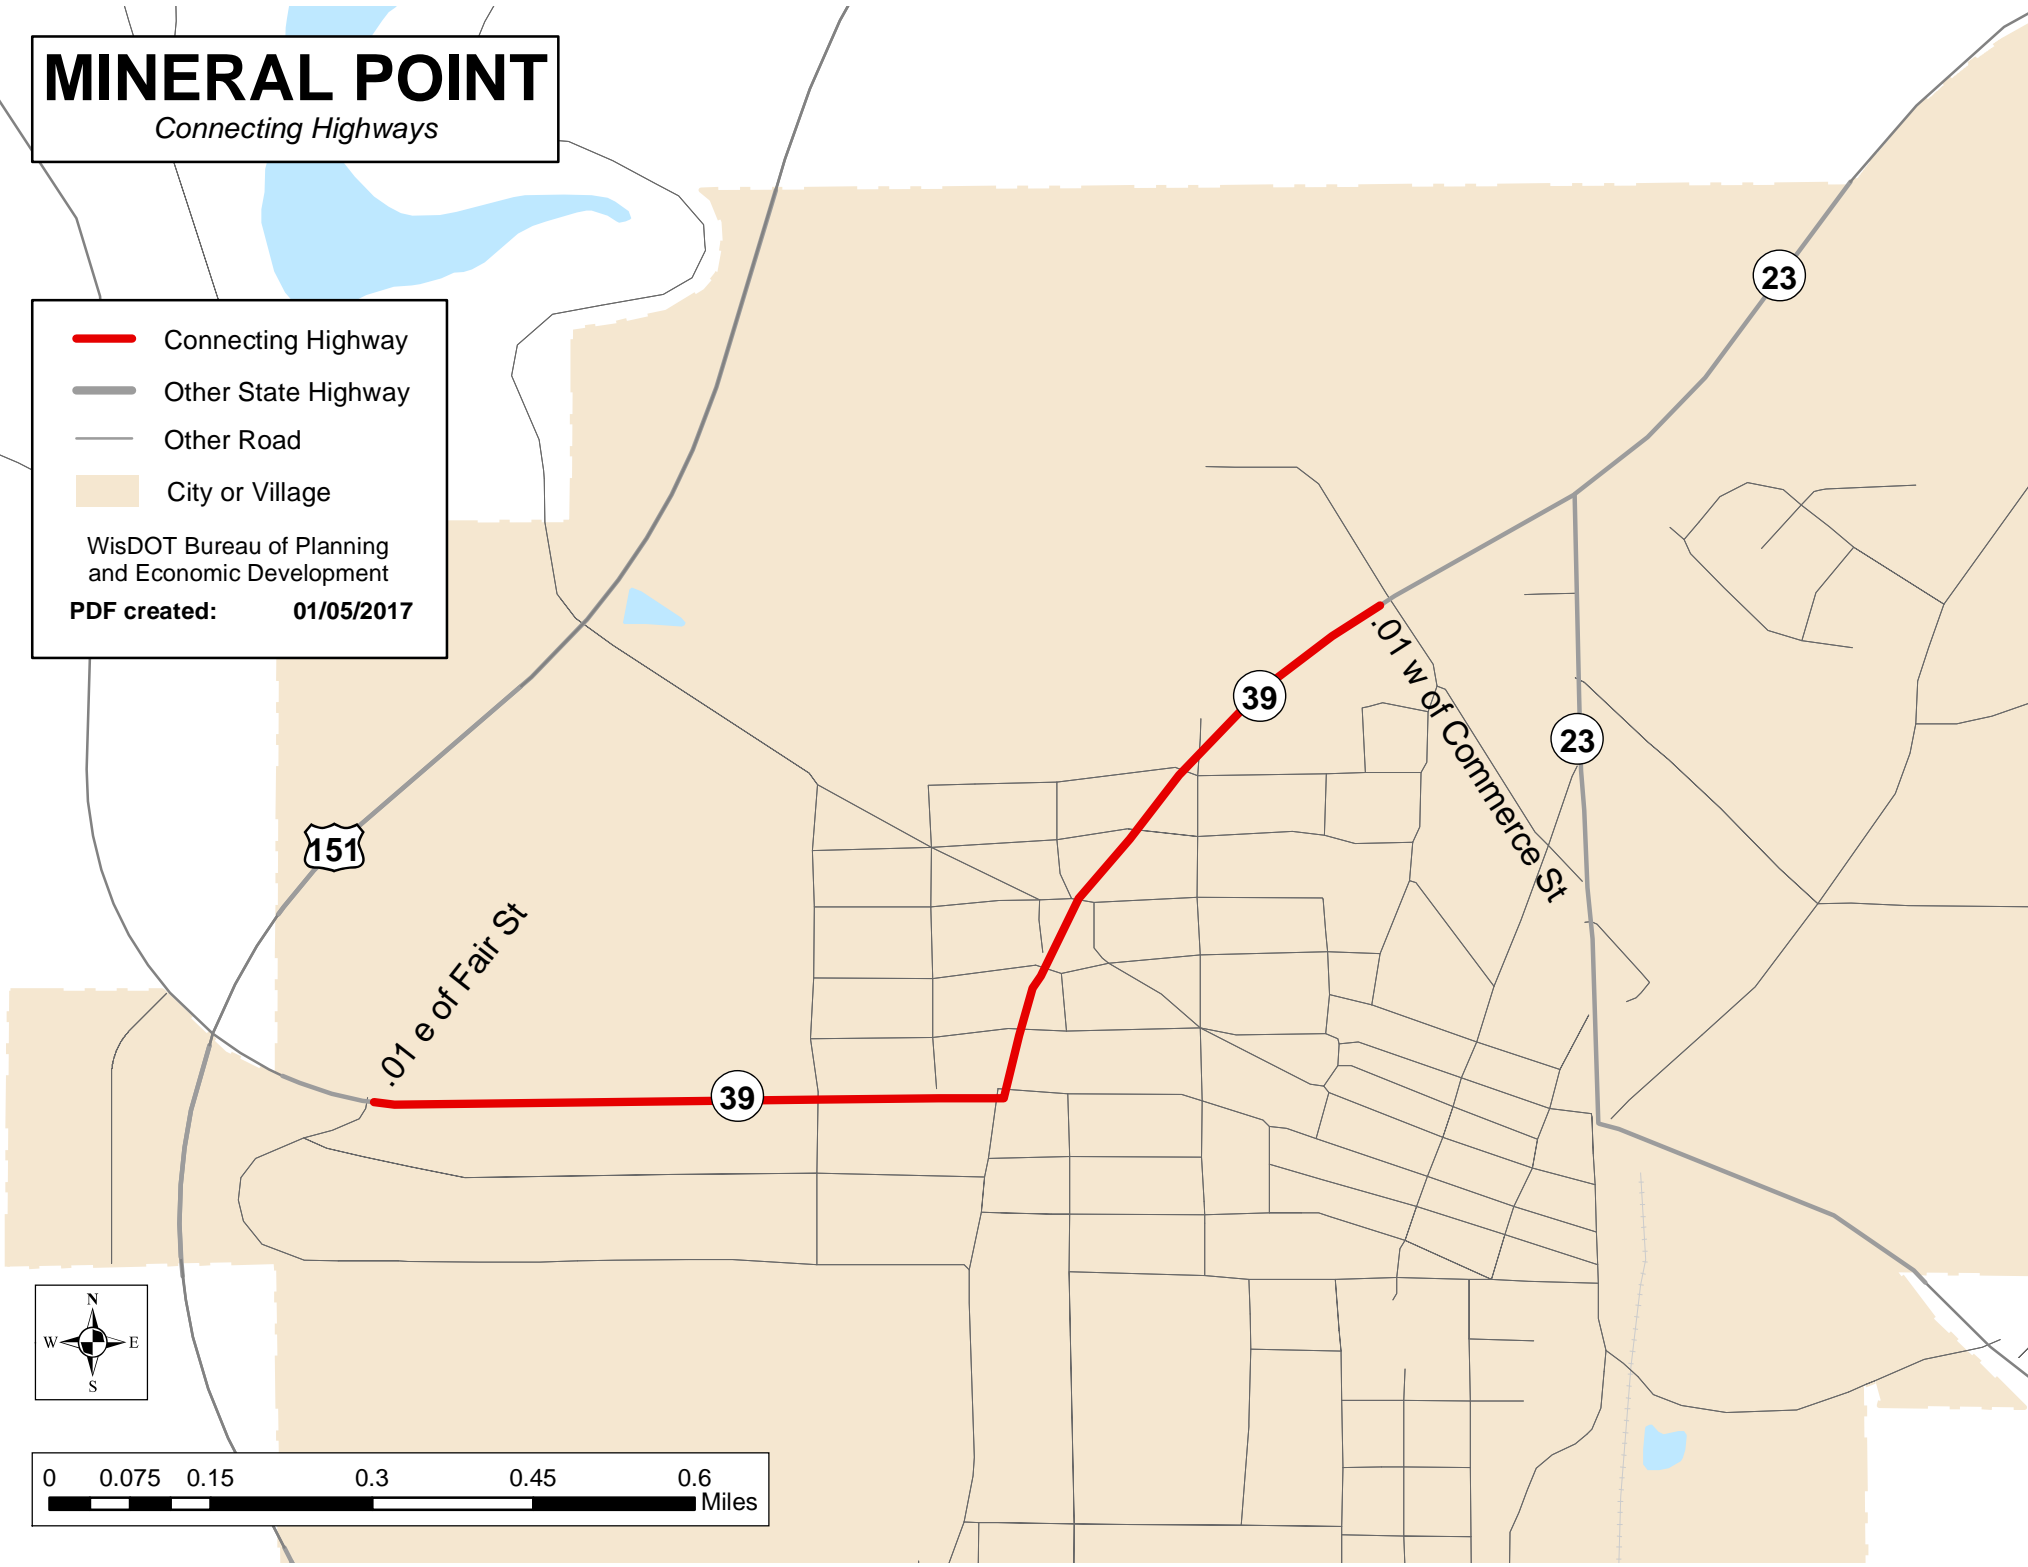 MINERAL POINT
Connecting Highways
23
Connecting Highway
Other State Highway
Other Road
City or Village
WisDOT Bureau of Planning
and Economic Development
PDF created: 01/05/2017
.01 w of Commerce St
39
23
151
.01 e of Fair St
39
N
W E
S
0 0.075 0.15 0.3 0.45 0.6
Miles